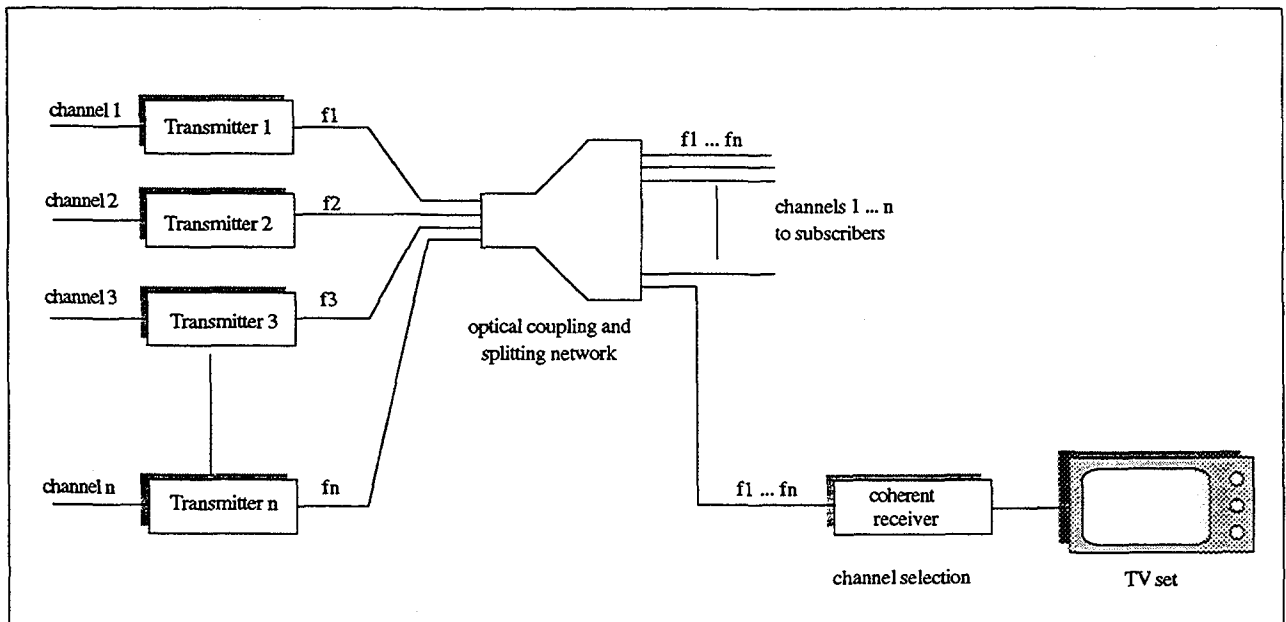 channel 1
Transmitter 1
f1
channel 2
Transmitter 2
f2
channel 3
Transmitter 3
f3
channel n
Transmitter n
fn
optical coupling and
splitting network
f1 ... fn
channels 1 ... n
to subscribers
f1 ... fn
coherent
receiver
channel selection
TV set